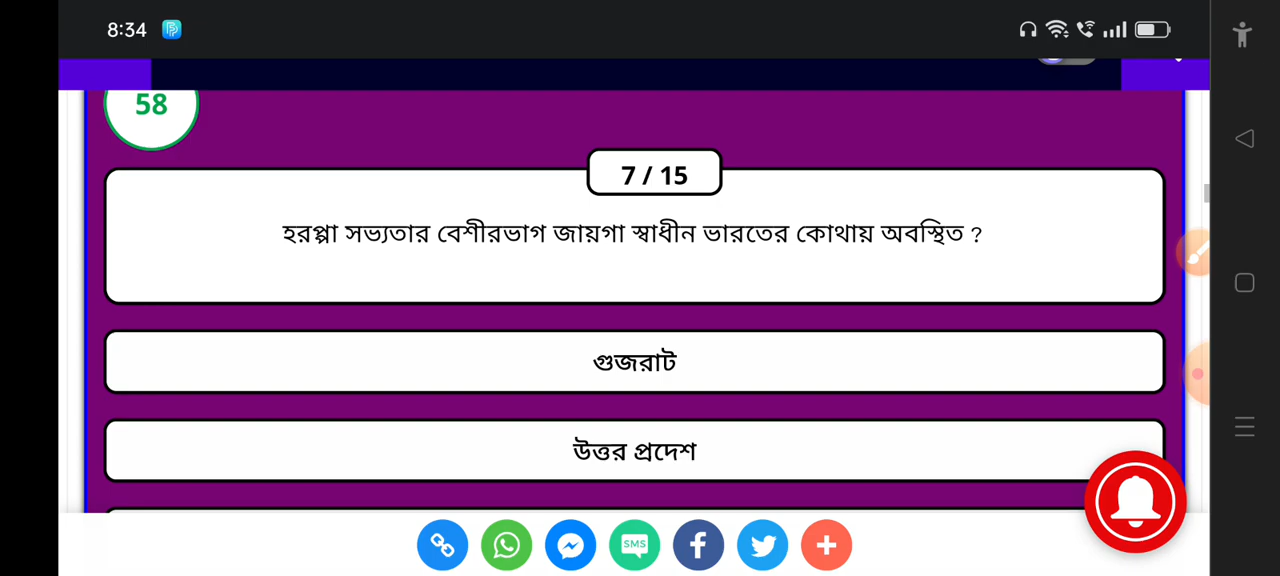 8:34
58
7 / 15
হরপ্পা সভ্যতার বেশীরভাগ জায়গা স্বাধীন ভারতের কোথায় অবস্থিত ?
গুজরাট
উত্তর প্রদেশ
SMS